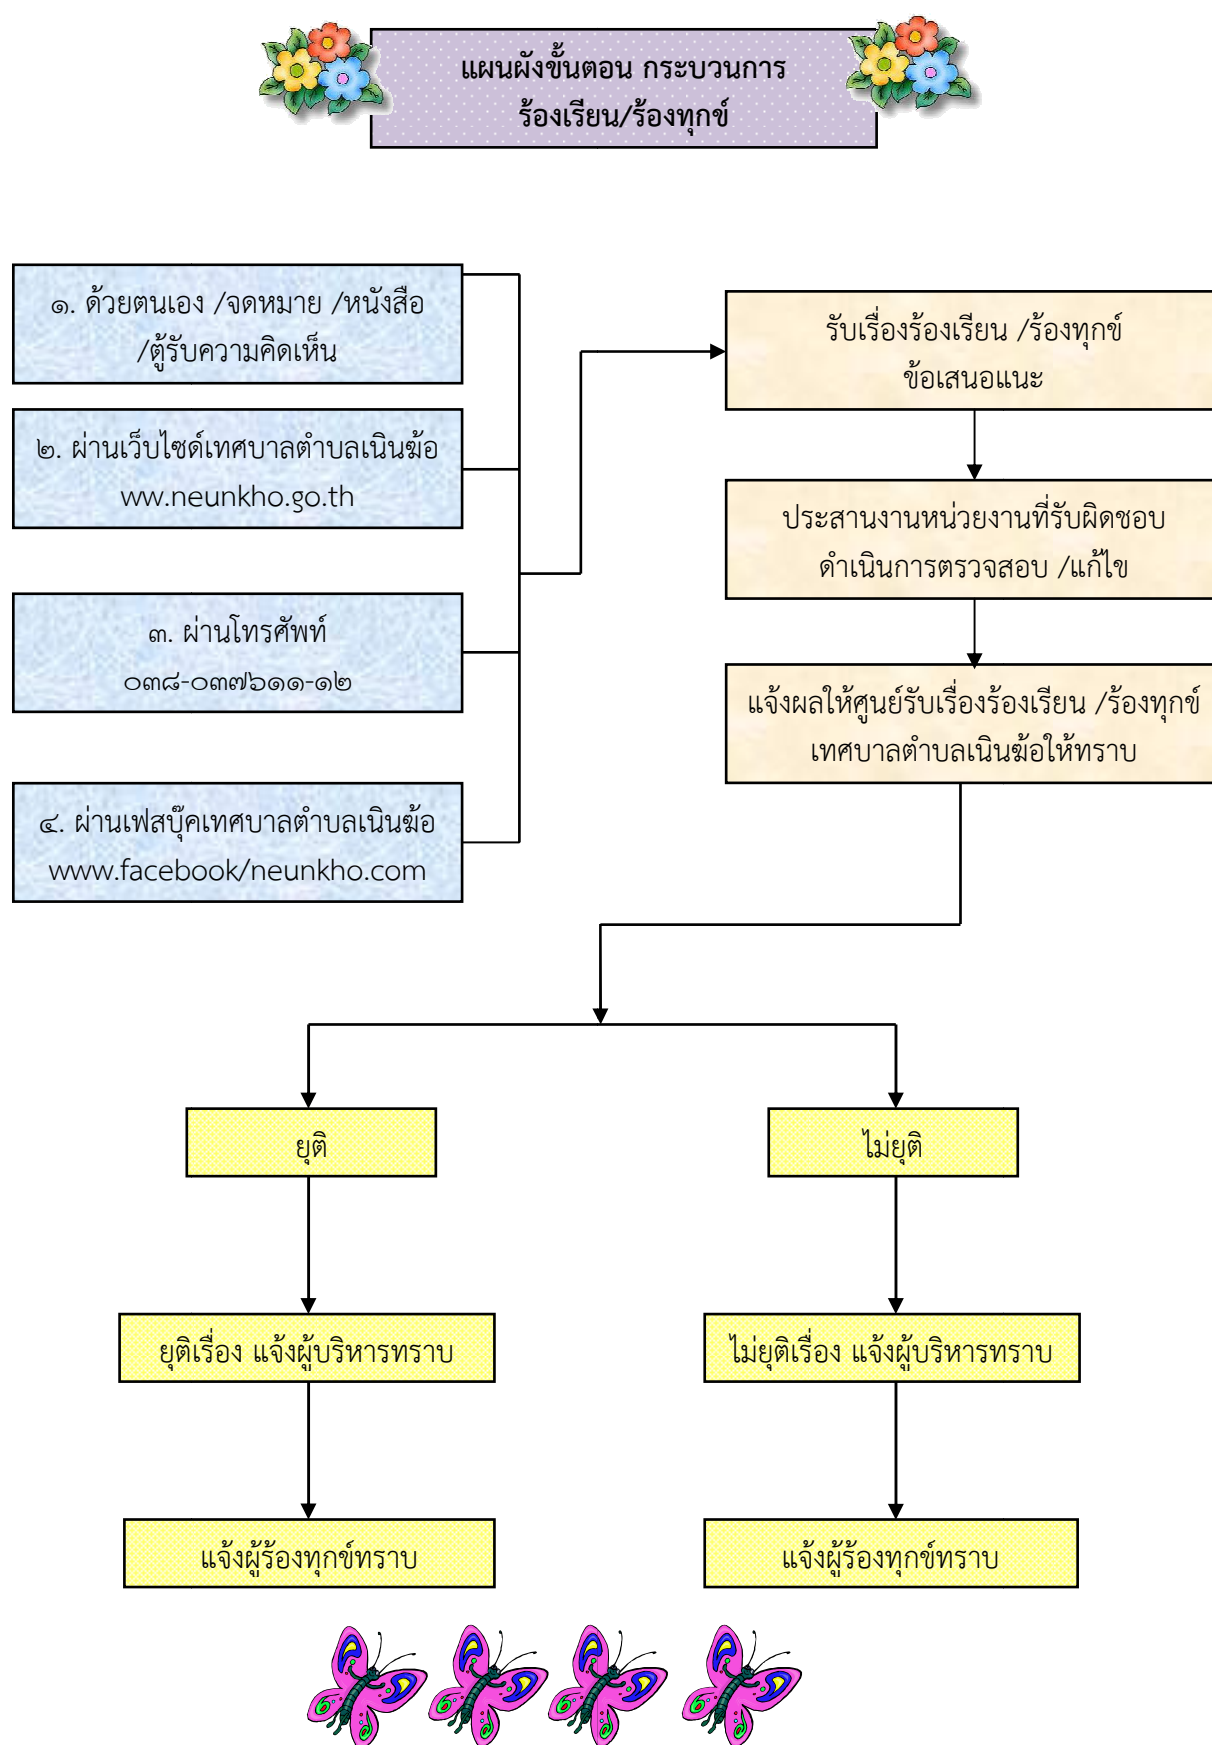 แผนผังขั้นตอน กระบวนการ
ร้องเรียน/ร้องทุกข์
๑. ด้วยตนเอง /จดหมาย /หนังสือ
/ตู้รับความคิดเห็น
๒. ผ่านเว็บไซด์เทศบาลตำบลเนินฆ้อ
ww.neunkho.go.th
๓. ผ่านโทรศัพท์
๐๓๘-๐๓๗๖๑๑-๑๒
๔. ผ่านเฟสบุ๊คเทศบาลตำบลเนินฆ้อ
www.facebook/neunkho.com
รับเรื่องร้องเรียน /ร้องทุกข์
ข้อเสนอแนะ
ประสานงานหน่วยงานที่รับผิดชอบ
ดำเนินการตรวจสอบ /แก้ไข
แจ้งผลให้ศูนย์รับเรื่องร้องเรียน /ร้องทุกข์
เทศบาลตำบลเนินฆ้อให้ทราบ
ยุติ
ไม่ยุติ
ยุติเรื่อง แจ้งผู้บริหารทราบ
ไม่ยุติเรื่อง แจ้งผู้บริหารทราบ
แจ้งผู้ร้องทุกข์ทราบ
แจ้งผู้ร้องทุกข์ทราบ